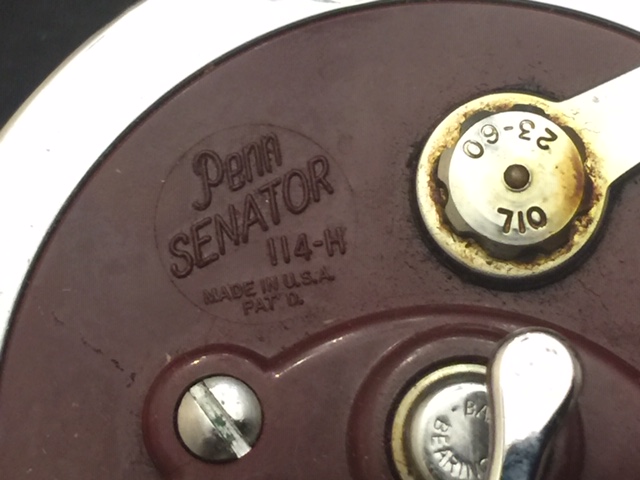 Penn
SENATOR
114-H
MADE IN U.S.A.
PAT'D.
OIL
23-60